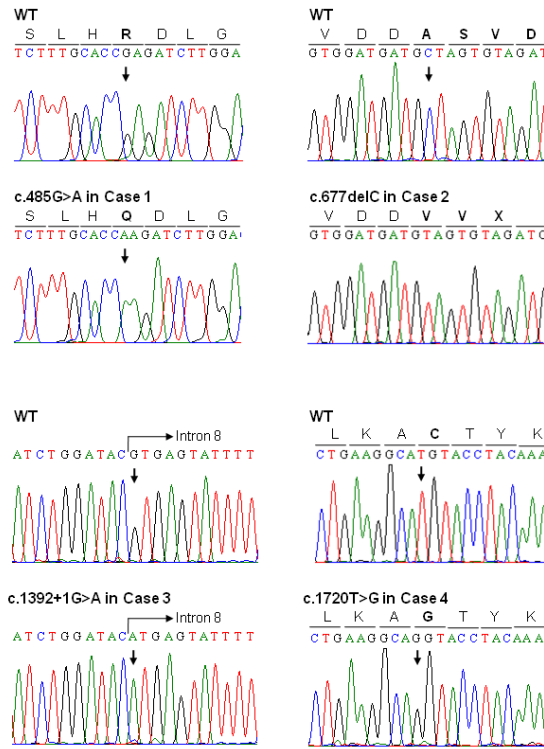 WT
S L H R D L G
TCTTTGCACCGAGATCTTGGA
c.485G>A in Case 1
S L H Q D L G
TCTTTGCACCAAGATCTTGGA
WT
V D D A S V D
GTGGATGATGCTAGTGTAGAT
c.677delC in Case 2
V D D V V X
GTGGATGATGTAGTGTAGATC
WT
Intron 8
ATCTGGATACGTGAGTATTTT
c.1392+1G>A in Case 3
Intron 8
ATCTGGATACATGAGTATTTT
WT
L K A C T Y K
CTGAAGGCATGTACCTACAAA
c.1720T>G in Case 4
L K A G T Y K
CTGAAGGCAGGTACCTACAAA